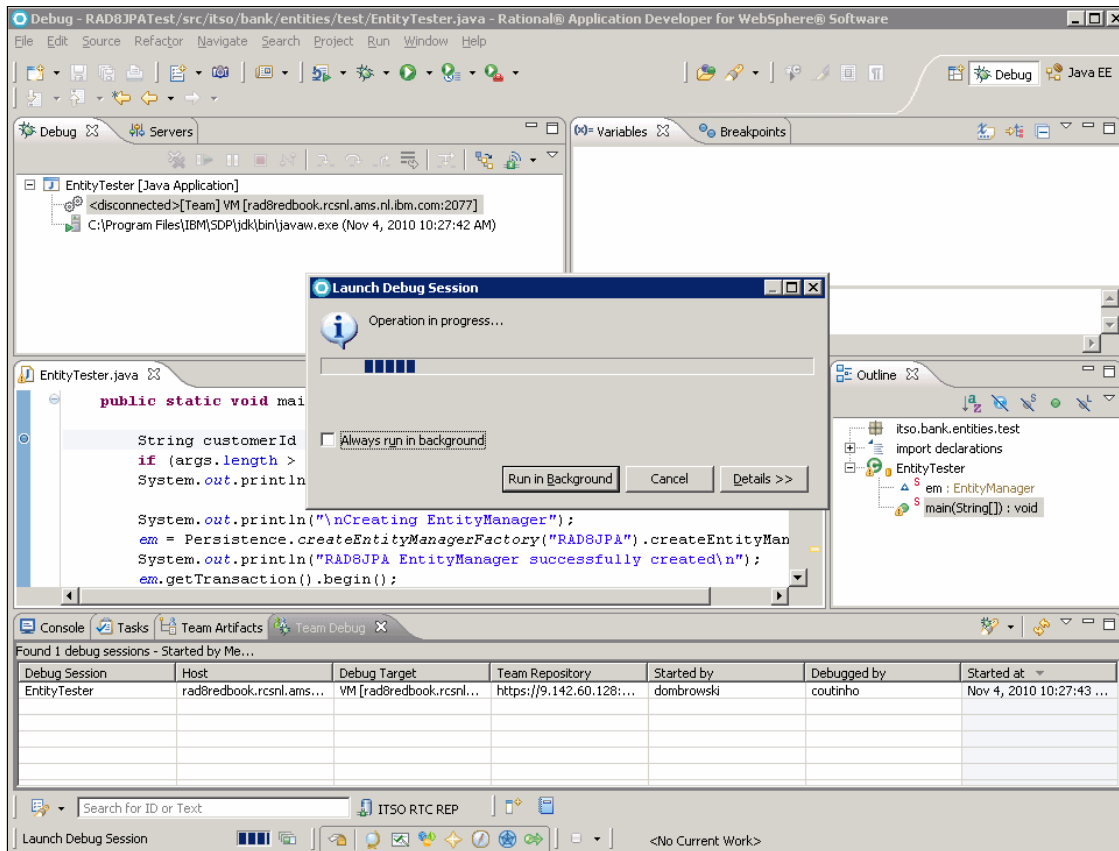 Debug - RAD8JPATest/src/itso/bank/entities/test/EntityTester.java - Rational® Application Developer for WebSphere® Software
File Edit Source Refactor Navigate Search Project Run Window Help
Debug Java EE
Debug Servers
(x)= Variables Breakpoints
EntityTester [Java Application]
<disconnected>[Team] VM [rad8redbook.rcsnl.ams.nl.ibm.com:2077]
C:\Program Files\IBM\SDP\jdk\bin\javaw.exe (Nov 4, 2010 10:27:42 AM)
Launch Debug Session
Operation in progress...
Always run in background
Run in Background Cancel Details >>
EntityTester.java
public static void mai
String customerId
if (args.length >
System.out.println
System.out.println("\nCreating EntityManager");
em = Persistence.createEntityManagerFactory("RAD8JPA").createEntityMan
System.out.println("RAD8JPA EntityManager successfully created\n");
em.getTransaction().begin();
Outline
itso.bank.entities.test
import declarations
EntityTester
em : EntityManager
main(String[]) : void
Console Tasks Team Artifacts Team Debug
Found 1 debug sessions - Started by Me...
Debug Session Host Debug Target Team Repository Started by Debugged by Started at
EntityTester rad8redbook.rcsnl.ams... VM [rad8redbook.rcsnl... https://9.142.60.128:... dombrowski coutinho Nov 4, 2010 10:27:43 ...
Search for ID or Text ITSO RTC REP
Launch Debug Session <No Current Work>